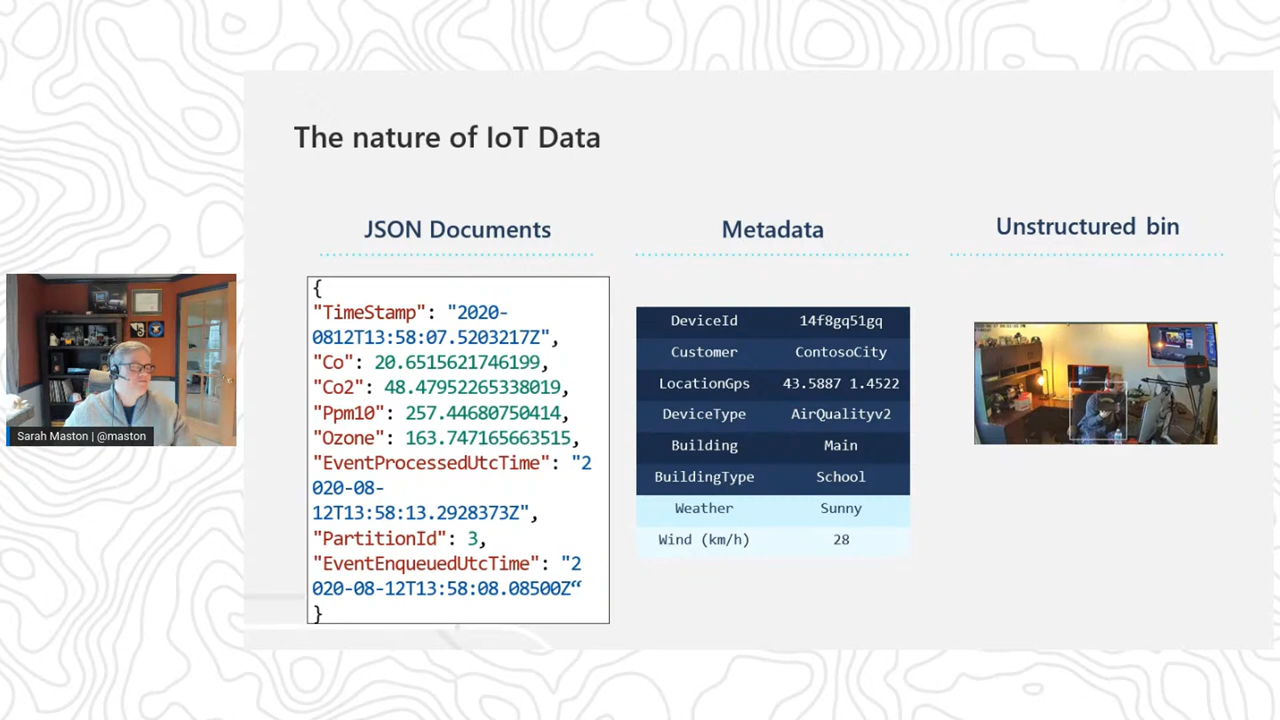 The nature of IoT Data
JSON Documents
{
"TimeStamp": "2020-
0812T13:58:07.5203217Z",
"Co": 20.6515621746199,
"Co2": 48.47952265338019,
"Ppm10": 257.44680750414,
"Ozone": 163.747165663515,
"EventProcessedUtcTime": "2
020-08-
12T13:58:13.2928373Z",
"PartitionId": 3,
"EventEnqueuedUtcTime": "2
020-08-12T13:58:08.08500Z“
}
Metadata
DeviceId 14f8gq51gq
Customer ContosoCity
LocationGps 43.5887 1.4522
DeviceType AirQualityv2
Building Main
BuildingType School
Weather Sunny
Wind (km/h) 28
Unstructured bin
Sarah Maston | @maston